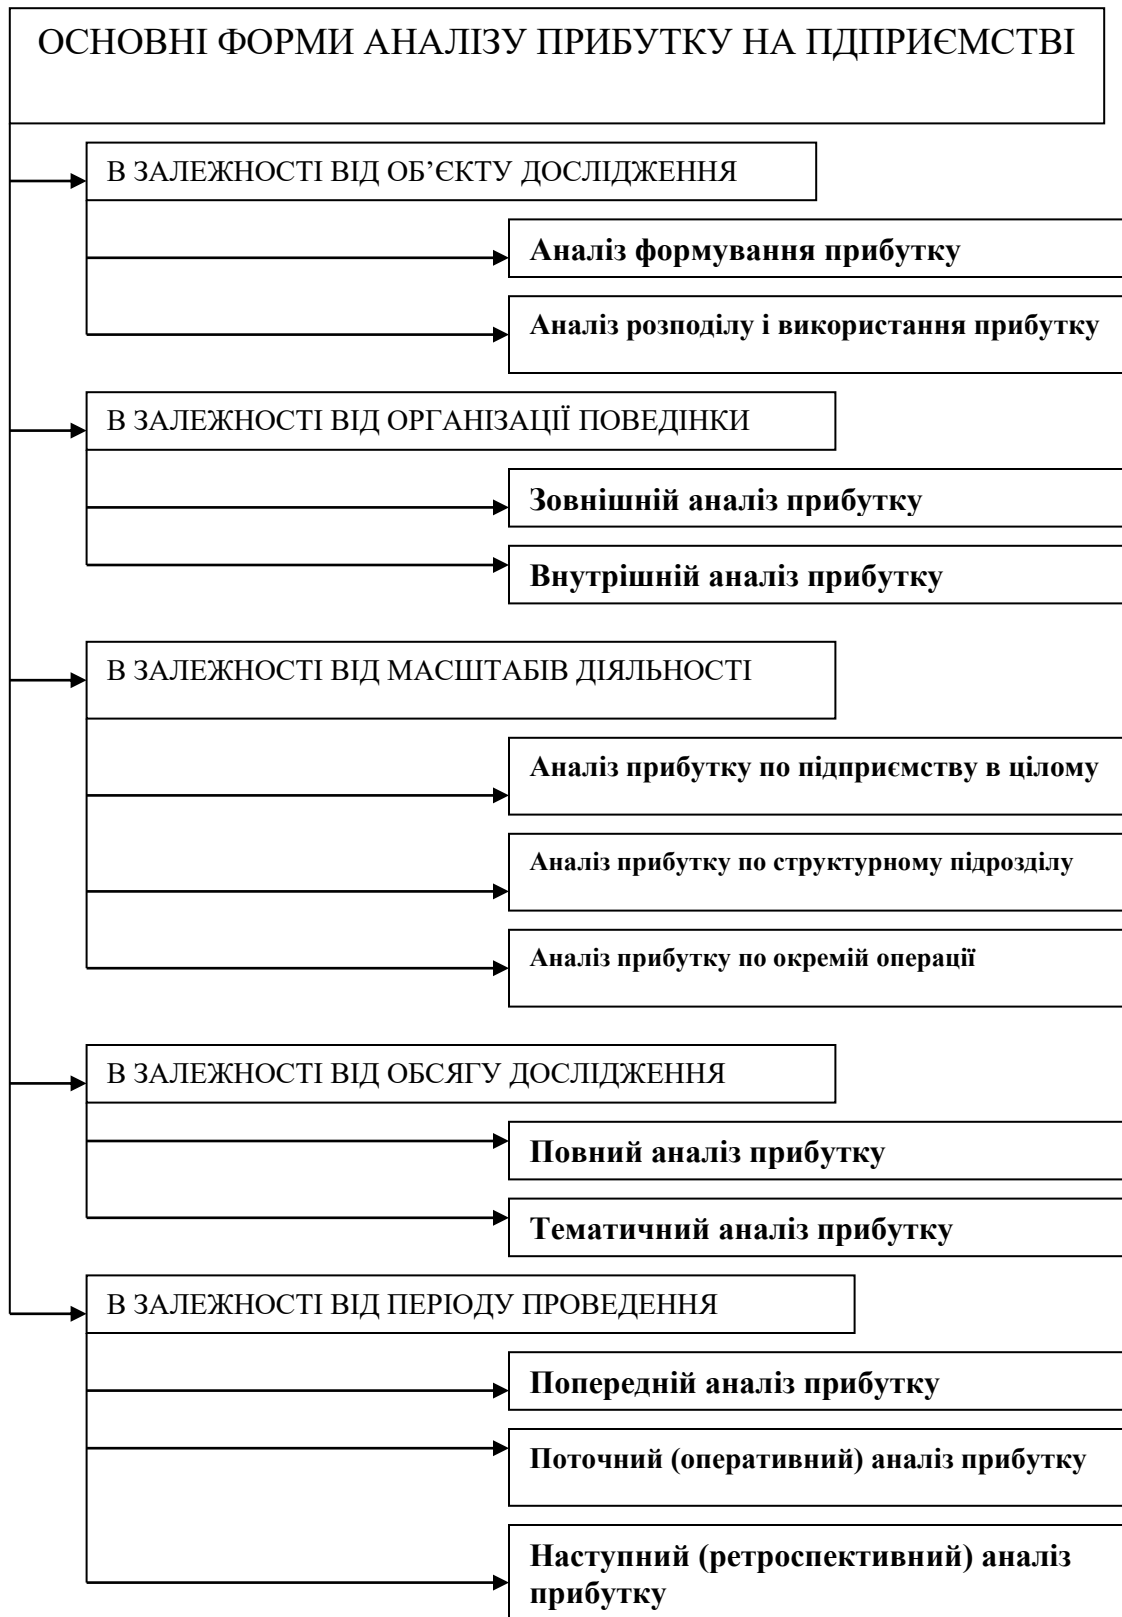 ОСНОВНІ ФОРМИ АНАЛІЗУ ПРИБУТКУ НА ПДПРИЄМСТВІ
В ЗАЛЕЖНОСТІ ВІД ОБ’ЄКТУ ДОСЛІДЖЕННЯ
Аналіз формування прибутку
Аналіз розподілу і використання прибутку
В ЗАЛЕЖНОСТІ ВІД ОРГАНІЗАЦІЇ ПОВЕДІНКИ
Зовнішній аналіз прибутку
Внутрішній аналіз прибутку
В ЗАЛЕЖНОСТІ ВІД МАСШТАБІВ ДІЯЛЬНОСТІ
Аналіз прибутку по підприємству в цілому
Аналіз прибутку по структурному підрозділу
Аналіз прибутку по окремій операції
В ЗАЛЕЖНОСТІ ВІД ОБСЯГУ ДОСЛІДЖЕННЯ
Повний аналіз прибутку
Тематичний аналіз прибутку
В ЗАЛЕЖНОСТІ ВІД ПЕРІОДУ ПРОВЕДЕННЯ
Попередній аналіз прибутку
Поточний (оперативний) аналіз прибутку
Наступний (ретроспективний) аналіз
прибутку